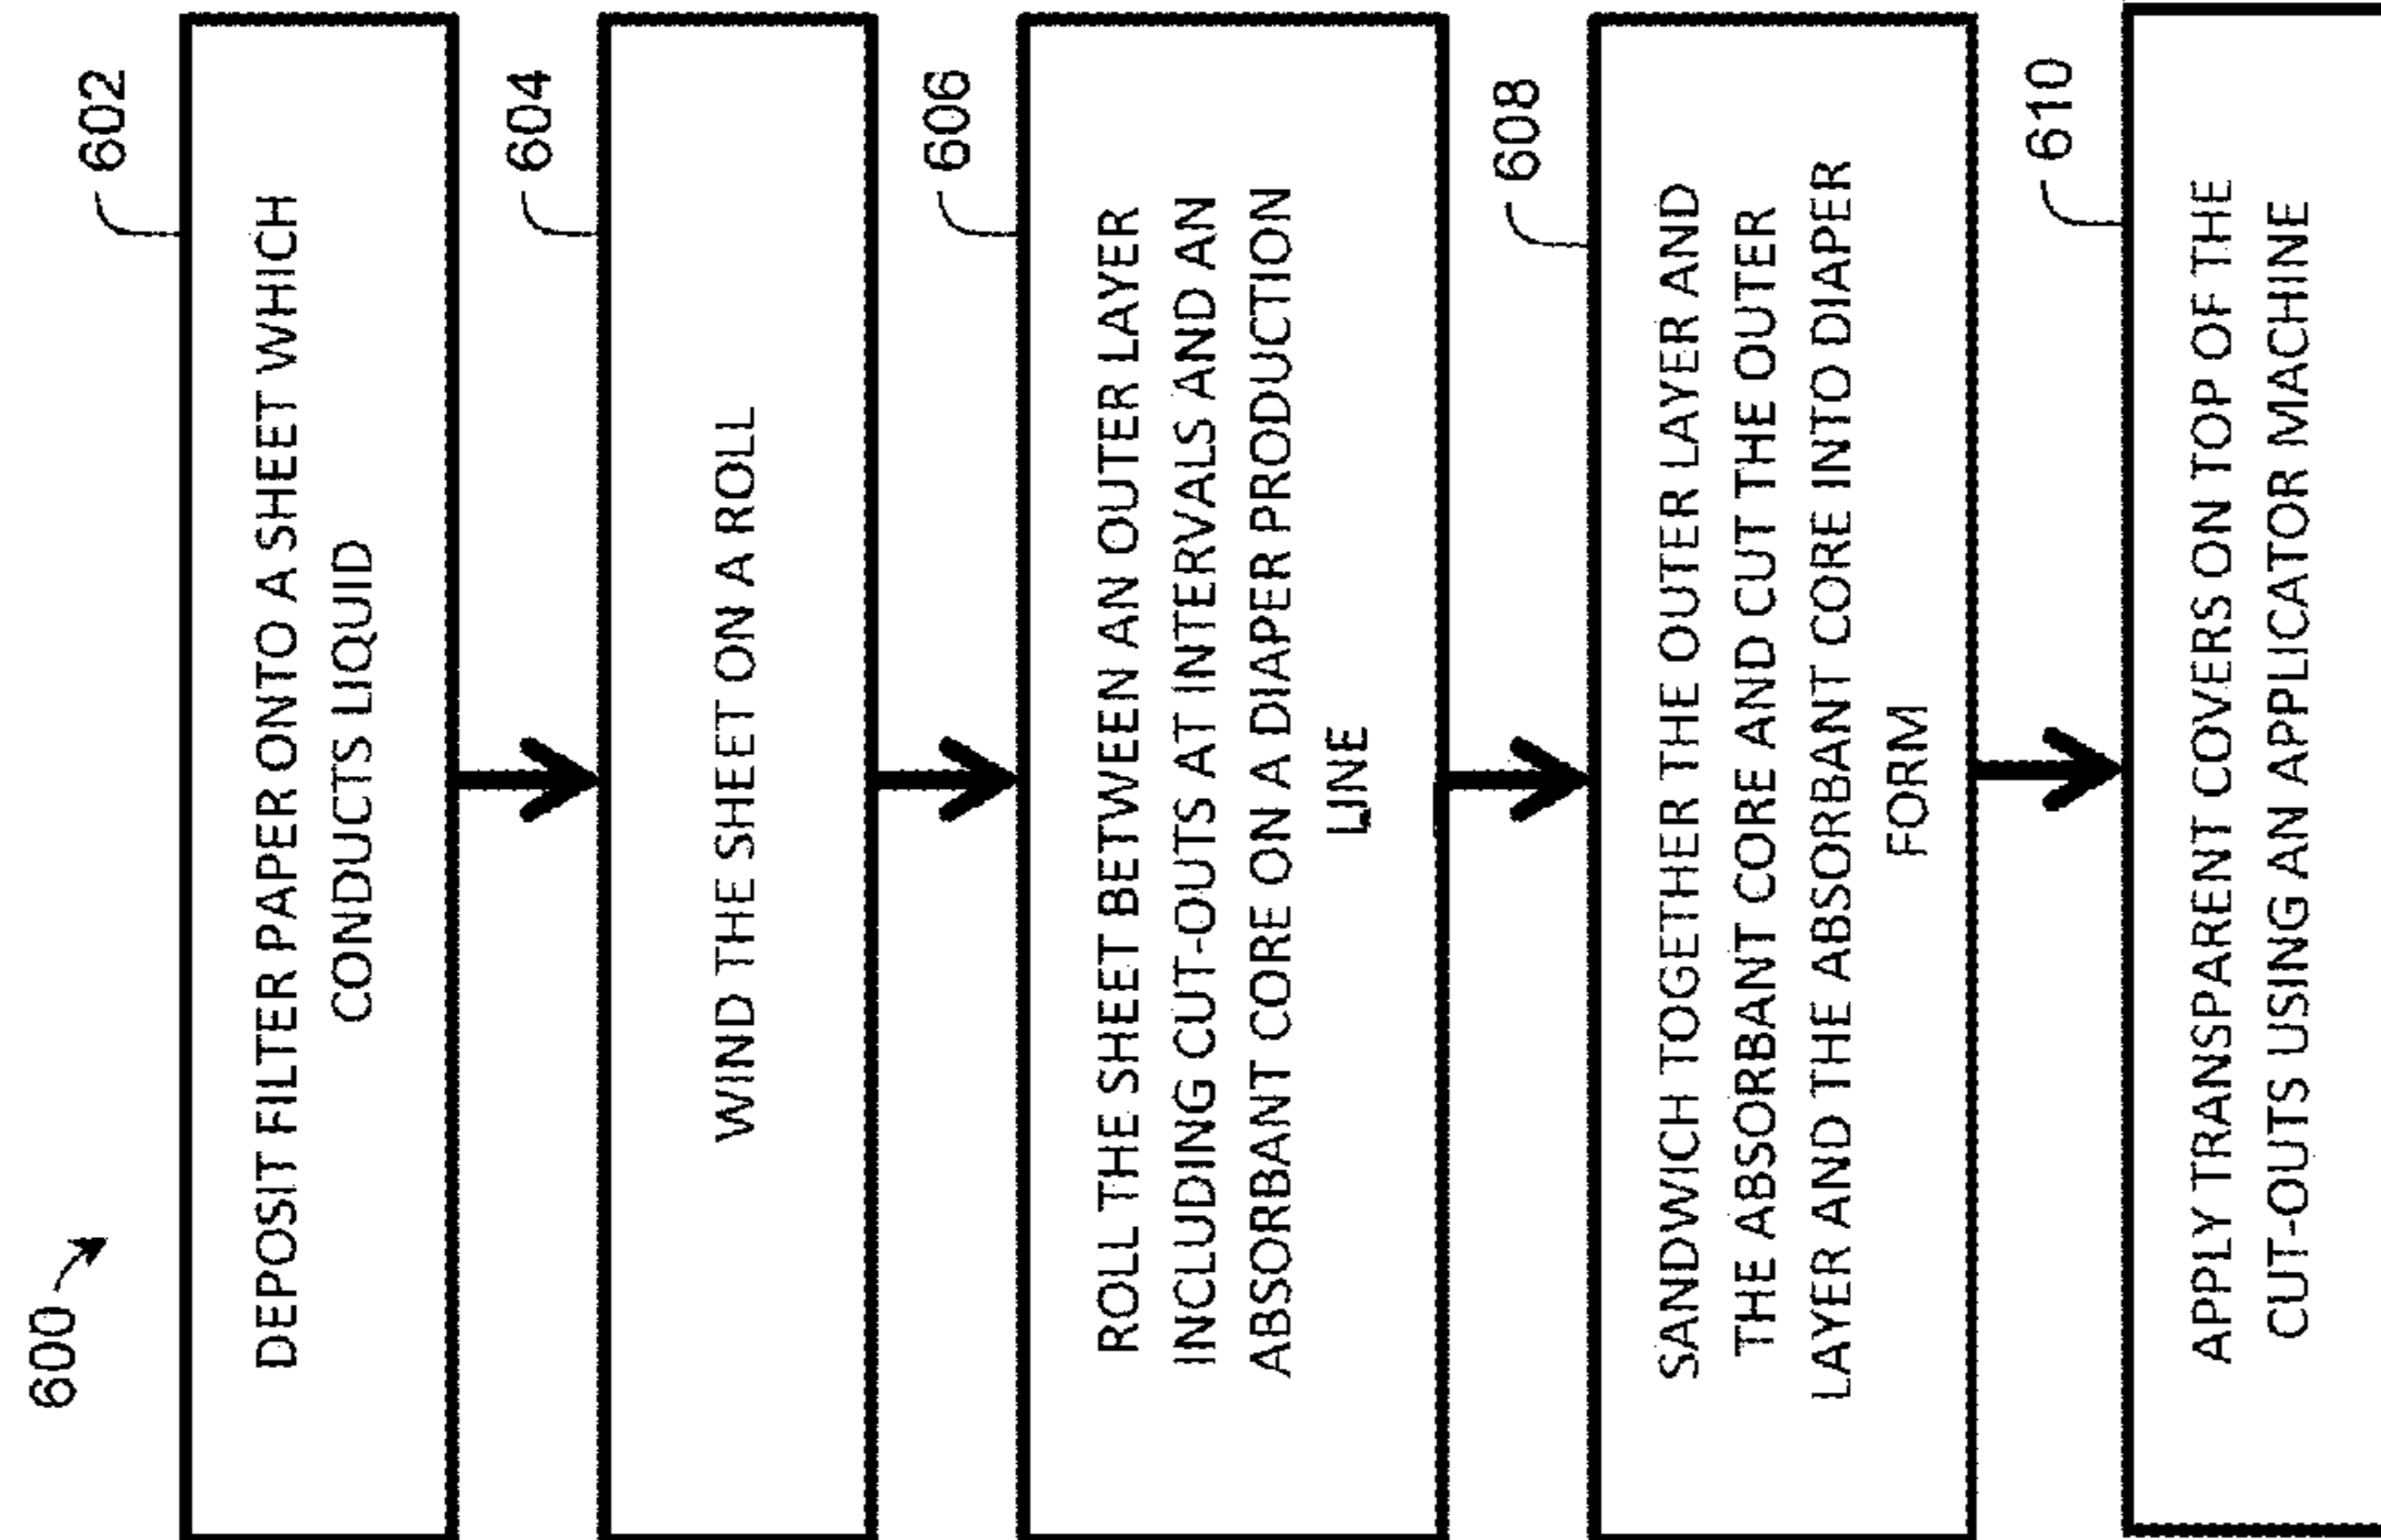 600
602
DEPOSIT FILTER PAPER ONTO A SHEET WHICH
CONDUCTS LIQUID
604
WIND THE SHEET ON A ROLL
606
ROLL THE SHEET BETWEEN AN OUTER LAYER
INCLUDING CUT-OUTS AT INTERVALS AND AN
ABSORBANT CORE ON A DIAPER PRODUCTION
LINE
608
SANDWICH TOGETHER THE OUTER LAYER AND
THE ABSORBANT CORE AND CUT THE OUTER
LAYER AND THE ABSORBANT CORE INTO DIAPER
FORM
610
APPLY TRANSPARENT COVERS ON TOP OF THE
CUT-OUTS USING AN APPLICATOR MACHINE